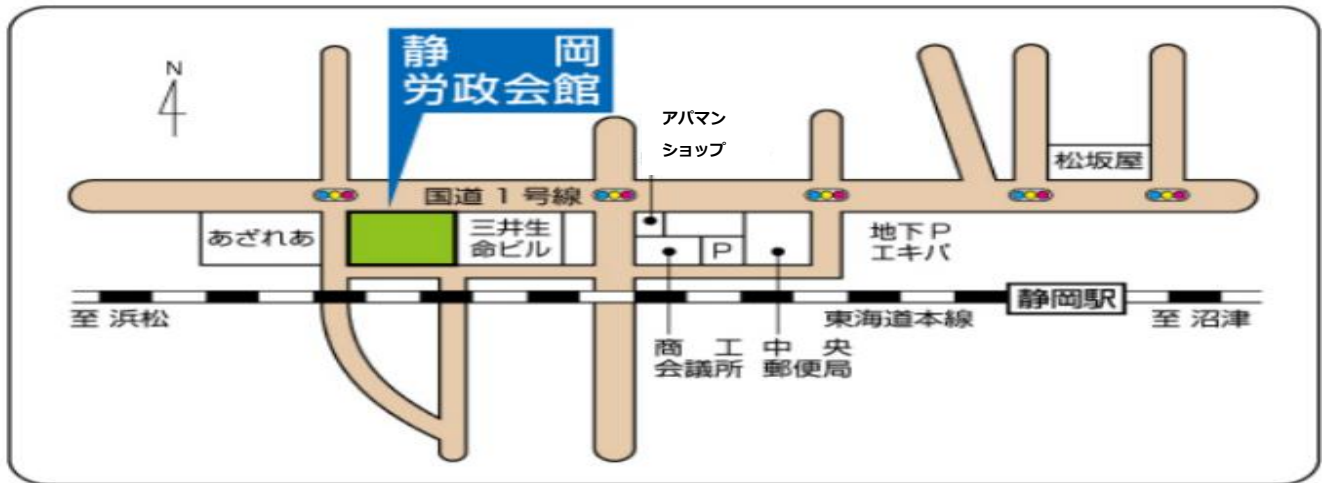 静 岡
労政会館
N
アパマン
ショップ
松坂屋
国道1号線
あざれあ
三井生
命ビル
P
地下P
エキパ
静岡駅
至 浜松
東海道本線
至 沼津
商 工
会議所
中 央
郵便局